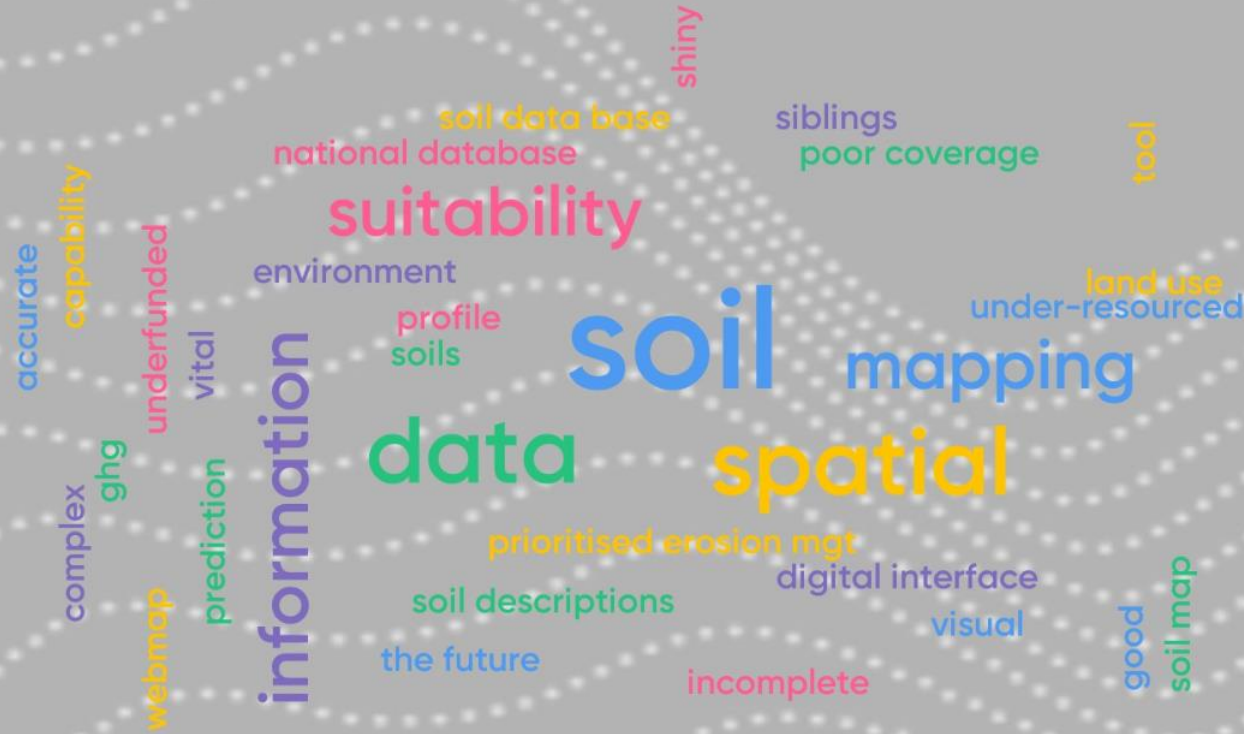 shiny
soil data base
siblings
national database
poor coverage
tool
suitability
capability
accurate
underfunded
environment
land use
under-resourced
profile
soil
vital
soils
mapping
information
data
spatial
ghg
complex
prediction
prioritised erosion mgt
digital interface
soil descriptions
visual
good
soil map
webmap
the future
incomplete